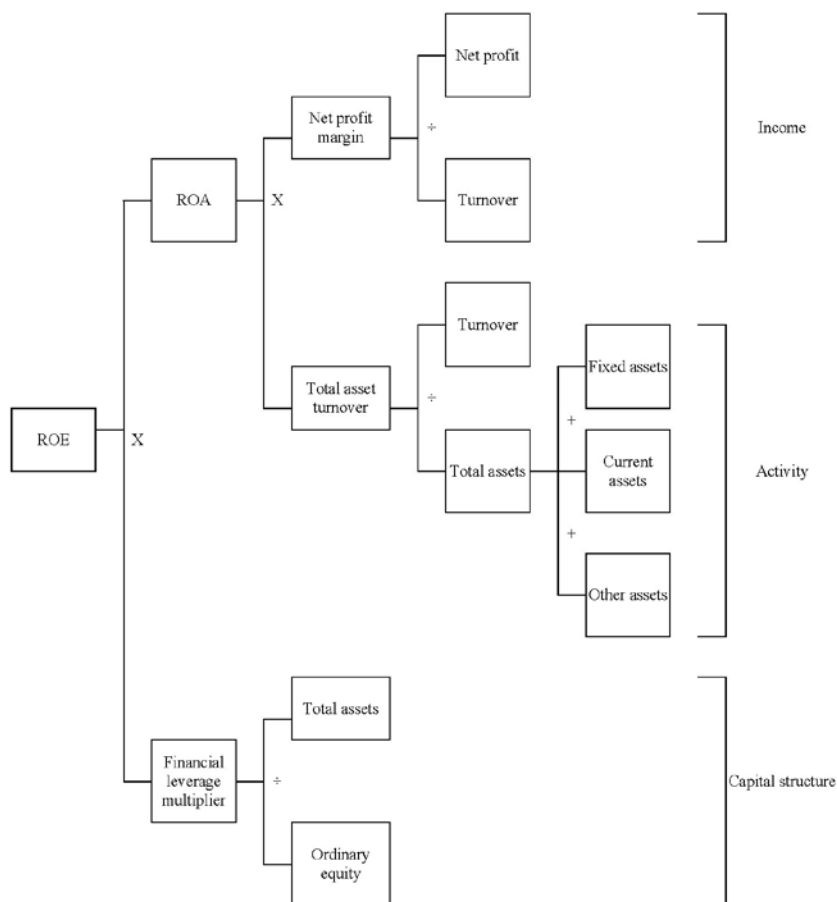 Net profit
Net profit
margin
÷
Income
ROA
X
Turnover
Turnover
Fixed assets
Total asset
turnover
÷
+
ROE
X
Total assets
Current
assets
Activity
+
Other assets
Total assets
Financial
leverage
multiplier
÷
Capital structure
Ordinary
equity